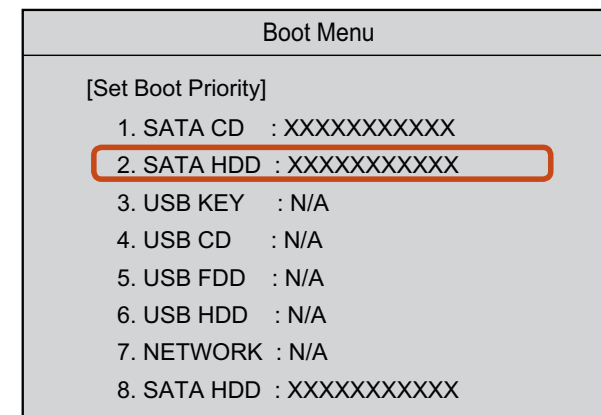 Boot Menu
[Set Boot Priority]
1. SATA CD : XXXXXXXXXXX
2. SATA HDD : XXXXXXXXXXX
3. USB KEY : N/A
4. USB CD : N/A
5. USB FDD : N/A
6. USB HDD : N/A
7. NETWORK : N/A
8. SATA HDD : XXXXXXXXXXX